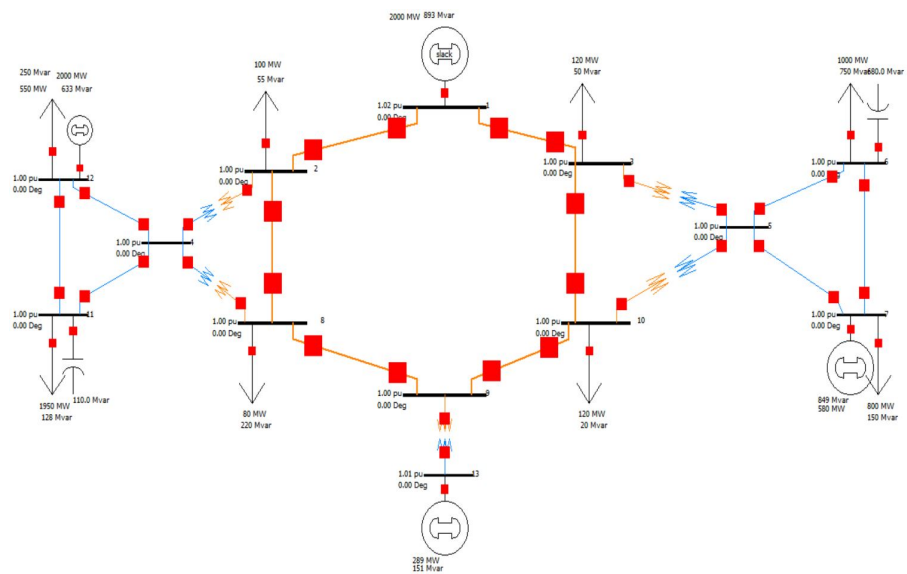 2000 MW 893 Mvar
slack
1.02 pu
0.00 Deg
1
250 Mvar 2000 MW
550 MW 633 Mvar
100 MW
55 Mvar
120 MW
50 Mvar
1000 MW
750 Mvar 680.0 Mvar
1.00 pu
0.00 Deg
12
1.00 pu
0.00 Deg
2
1.00 pu
0.00 Deg
3
1.00 pu
0.00 Deg
6
1.00 pu
0.00 Deg
4
1.00 pu
0.00 Deg
5
1.00 pu
0.00 Deg
11
1.00 pu
0.00 Deg
8
1.00 pu
0.00 Deg
10
1.00 pu
0.00 Deg
7
1950 MW 110.0 Mvar
128 Mvar
80 MW
220 Mvar
1.00 pu
0.00 Deg
9
120 MW
20 Mvar
849 Mvar
580 MW
800 MW
150 Mvar
1.01 pu
0.00 Deg
13
289 MW
151 Mvar